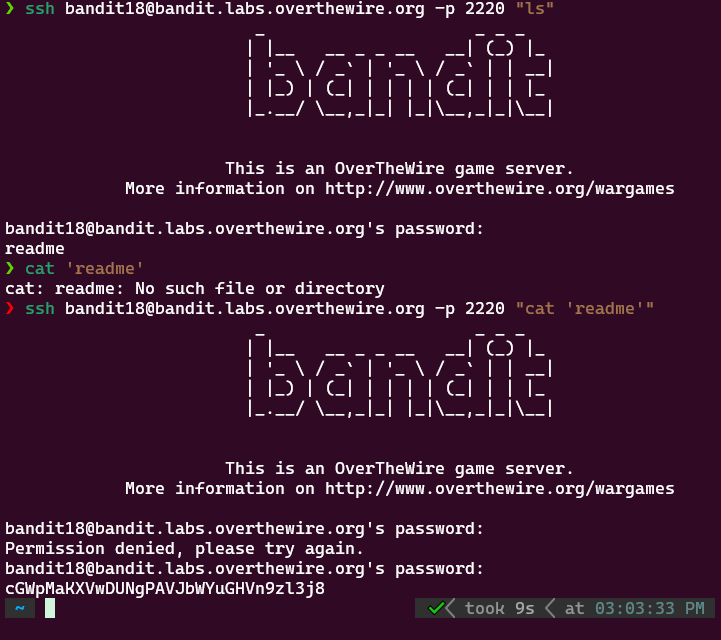 ❯ ssh bandit18@bandit.labs.overthewire.org -p 2220 "ls"
bandit
This is an OverTheWire game server.
More information on http://www.overthewire.org/wargames
bandit18@bandit.labs.overthewire.org's password:
readme
❯ cat 'readme'
cat: readme: No such file or directory
❯ ssh bandit18@bandit.labs.overthewire.org -p 2220 "cat 'readme'"
bandit
This is an OverTheWire game server.
More information on http://www.overthewire.org/wargames
bandit18@bandit.labs.overthewire.org's password:
Permission denied, please try again.
bandit18@bandit.labs.overthewire.org's password:
cGWpMaKXVwDUNgPAVJbWYuGHVn9zl3j8
~ ✔ took 9s at 03:03:33 PM